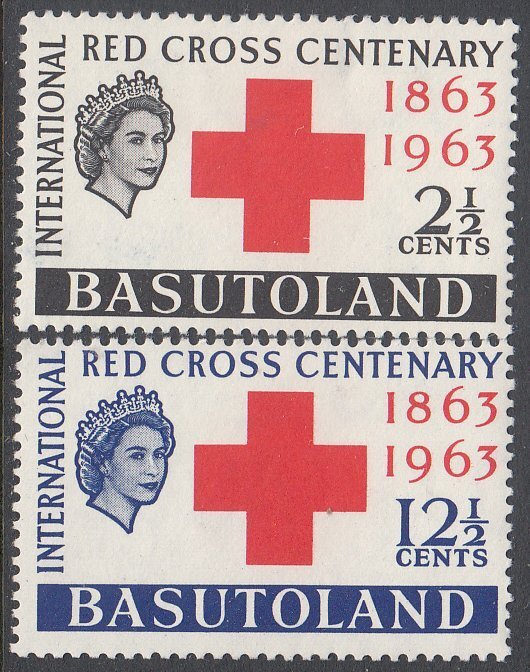 INTERNATIONAL
RED CROSS CENTENARY
1863
1963
2½
CENTS
BASUTOLAND
INTERNATIONAL
RED CROSS CENTENARY
1863
1963
12½
CENTS
BASUTOLAND